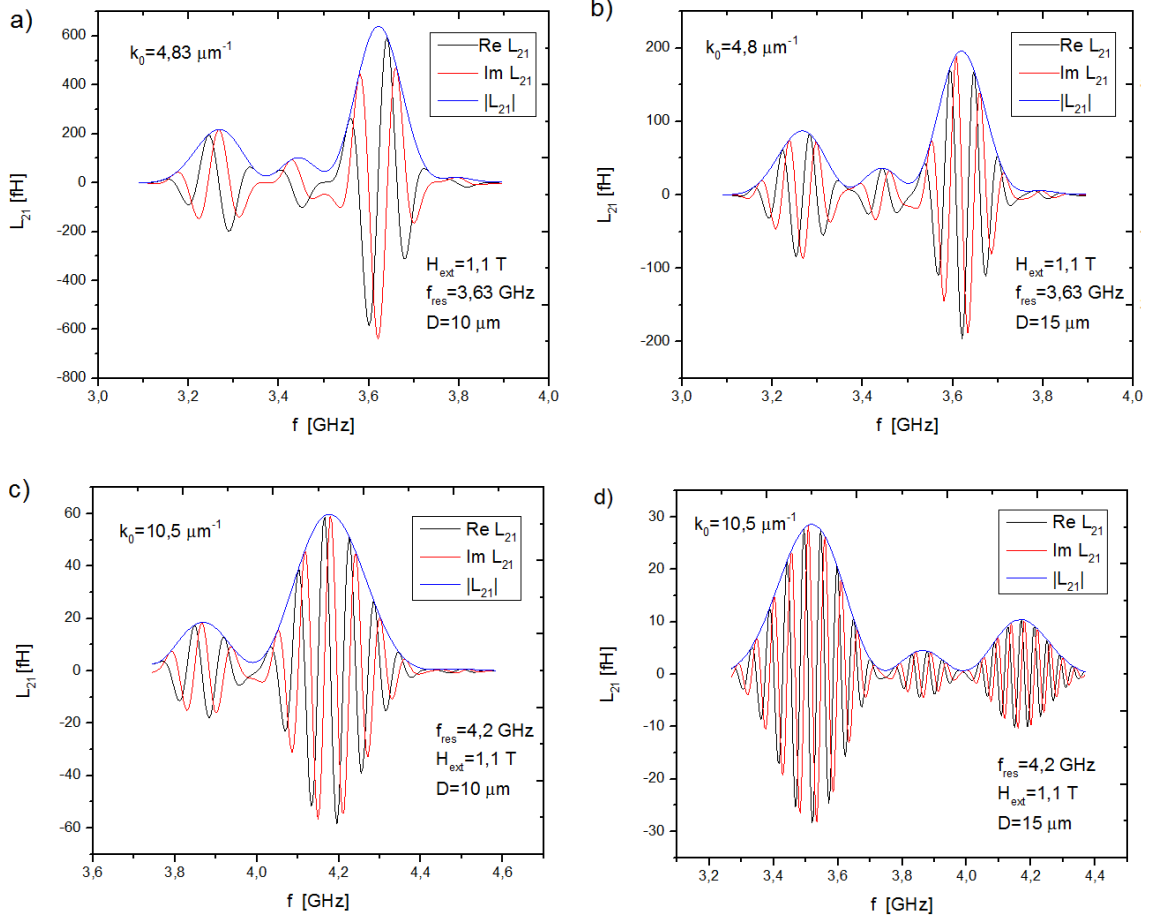 a)
k₀=4,83 μm⁻¹
Re L₂₁
Im L₂₁
|L₂₁|
H_ext=1,1 T
f_res=3,63 GHz
D=10 μm
L₂₁ [fH]
600
400
200
0
-200
-400
-600
-800
3,0
3,2
3,4
3,6
3,8
4,0
f [GHz]
b)
k₀=4,8 μm⁻¹
Re L₂₁
Im L₂₁
|L₂₁|
H_ext=1,1 T
f_res=3,63 GHz
D=15 μm
L₂₁ [fH]
200
100
0
-100
-200
3,0
3,2
3,4
3,6
3,8
4,0
f [GHz]
c)
k₀=10,5 μm⁻¹
Re L₂₁
Im L₂₁
|L₂₁|
f_res=4,2 GHz
H_ext=1,1 T
D=10 μm
L₂₁ [fH]
60
40
20
0
-20
-40
-60
3,6
3,8
4,0
4,2
4,4
4,6
f [GHz]
d)
k₀=10,5 μm⁻¹
Re L₂₁
Im L₂₁
|L₂₁|
f_res=4,2 GHz
H_ext=1,1 T
D=15 μm
L₂₁ [fH]
30
20
10
0
-10
-20
-30
3,2
3,4
3,6
3,8
4,0
4,2
4,4
f [GHz]